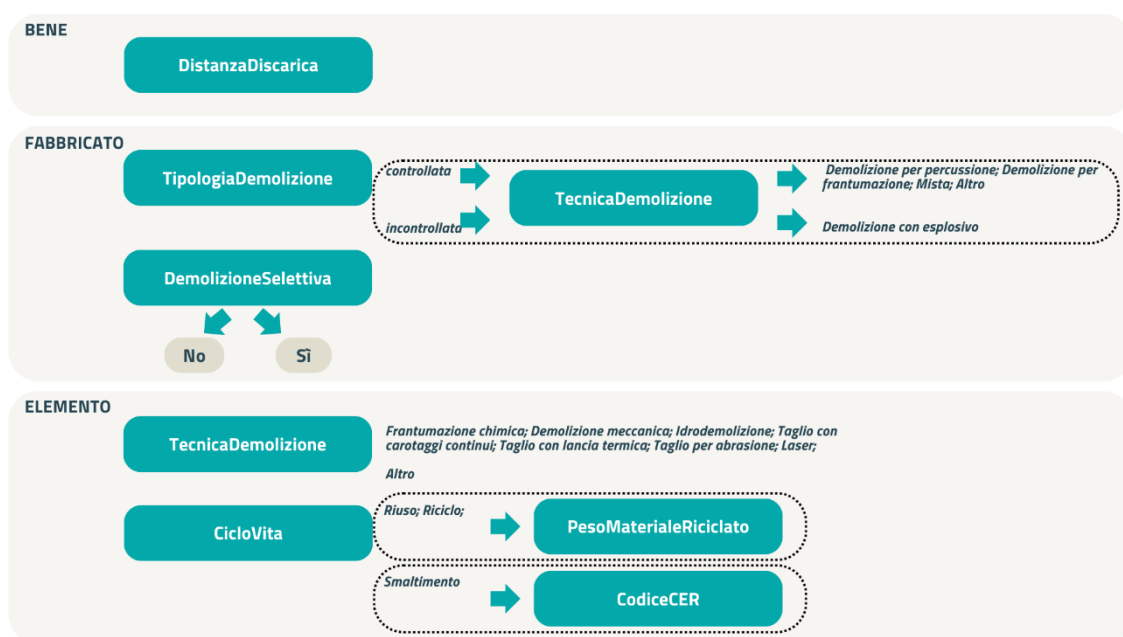 BENE
DistanzaDiscarica
FABBRICATO
TipologiaDemolizione
controllata
incontrollata
TecnicaDemolizione
Demolizione per percussione; Demolizione per
frantumazione; Mista; Altro
Demolizione con esplosivo
DemolizioneSelettiva
No
Sì
ELEMENTO
TecnicaDemolizione
Frantumazione chimica; Demolizione meccanica; Idrodemolizione; Taglio con
carotaggi continui; Taglio con lancia termica; Taglio per abrasione; Laser;
Altro
CicloVita
Riuso; Riciclo;
PesoMaterialeRiciclato
Smaltimento
CodiceCER